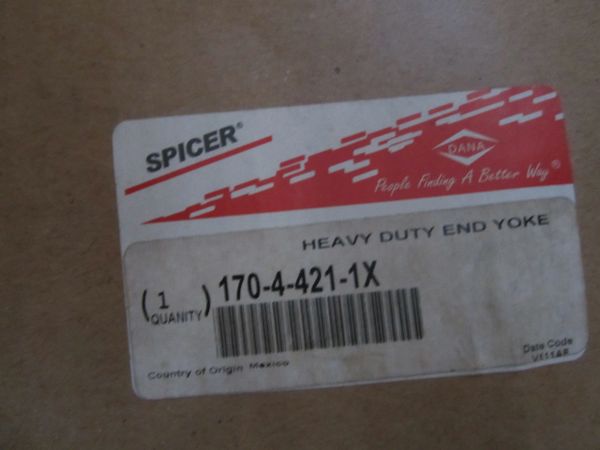 SPICER®
DANA
People Finding A Better Way®
HEAVY DUTY END YOKE
( 1 ) 170-4-421-1X
QUANITY
Country of Origin Mexico
Date Code